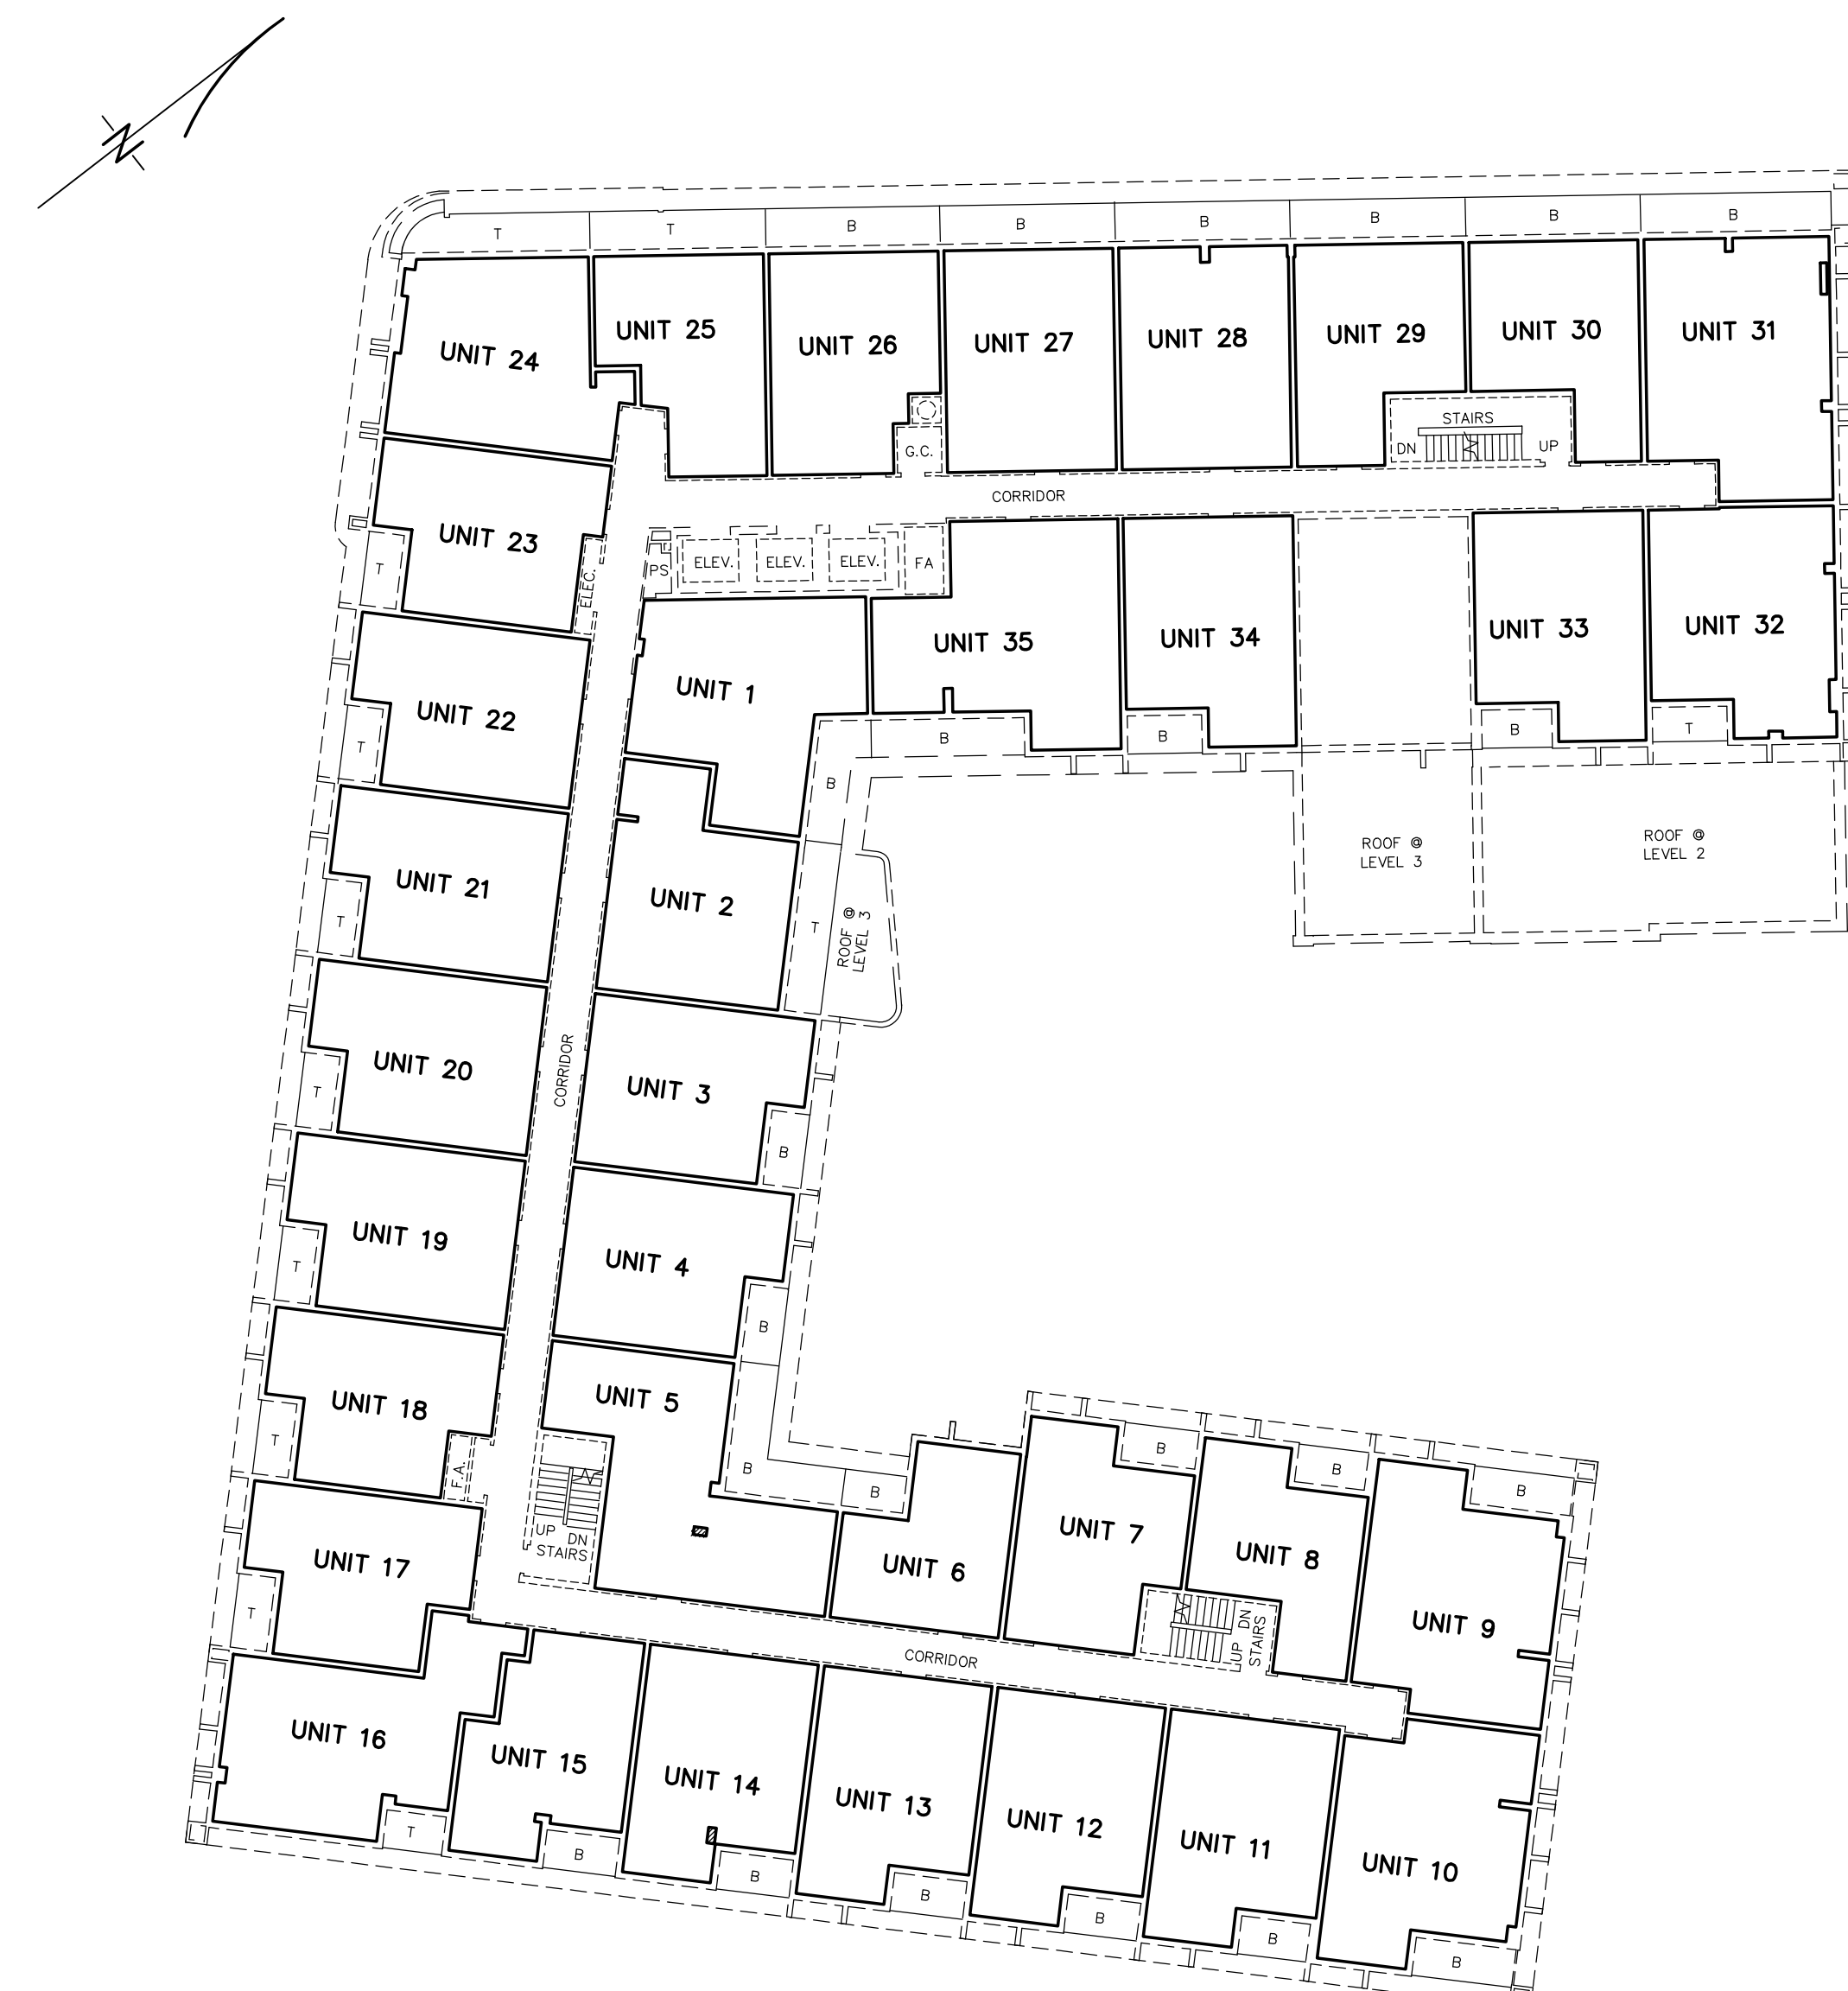 N
T
T
B
B
B
B
B
B
UNIT 24
UNIT 25
UNIT 26
UNIT 27
UNIT 28
UNIT 29
UNIT 30
UNIT 31
STAIRS
DN
UP
G.C.
CORRIDOR
UNIT 23
T
ELEC.
PS
ELEV.
ELEV.
ELEV.
FA
UNIT 35
UNIT 34
UNIT 33
UNIT 32
UNIT 1
UNIT 22
T
B
B
B
T
B
ROOF @
LEVEL 3
ROOF @
LEVEL 2
UNIT 21
T
UNIT 2
T
ROOF @
LEVEL 3
UNIT 20
T
CORRIDOR
UNIT 3
B
UNIT 19
T
UNIT 4
B
UNIT 18
T
F.A.
UNIT 5
B
B
UP
DN
STAIRS
UNIT 6
UNIT 7
B
UNIT 8
B
UNIT 9
B
UP
DN
STAIRS
UNIT 17
T
CORRIDOR
UNIT 16
T
UNIT 15
B
UNIT 14
B
UNIT 13
B
UNIT 12
B
UNIT 11
B
UNIT 10
B